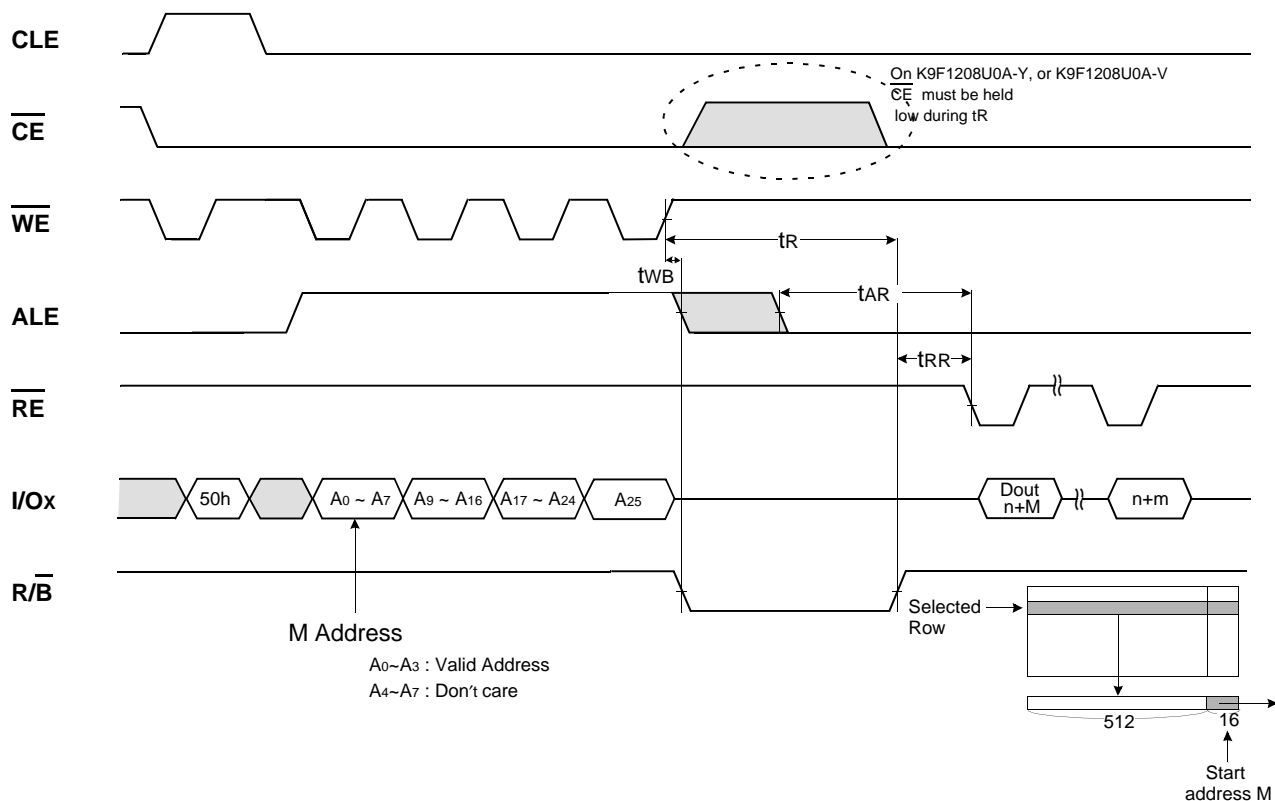 CLE
On K9F1208U0A-Y, or K9F1208U0A-V
CE must be held
low during tR
CE
WE
tR
tWB
tAR
ALE
tRR
RE
I/Ox
50h
A0 ~ A7
A9 ~ A16
A17 ~ A24
A25
Dout
n+M
n+m
R/B
Selected
Row
M Address
A0~A3 : Valid Address
A4~A7 : Don't care
512
16
Start
address M